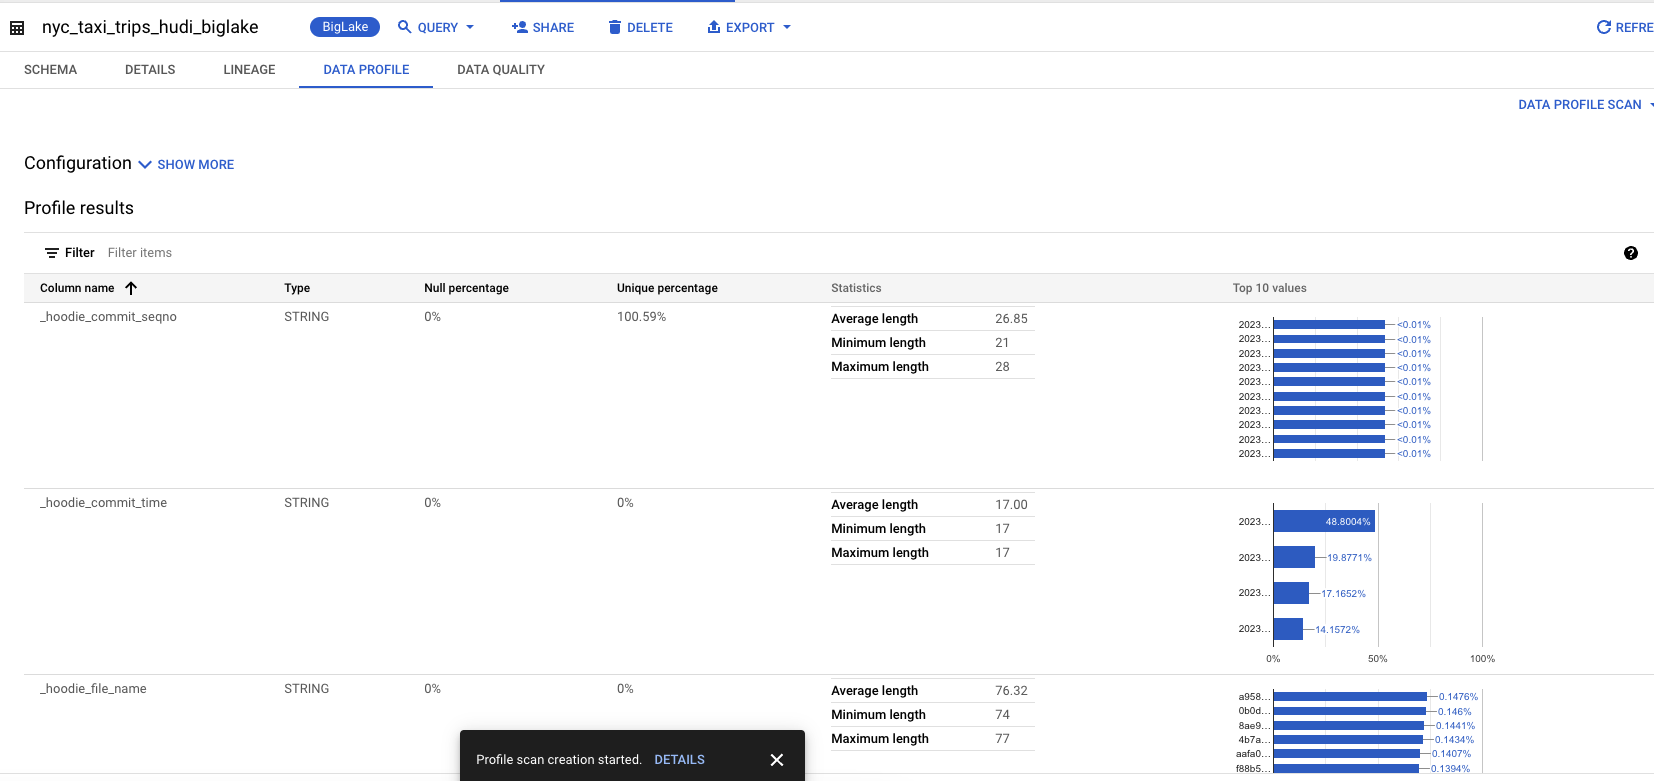 nyc_taxi_trips_hudi_biglake BigLake QUERY SHARE DELETE EXPORT REFRE
SCHEMA DETAILS LINEAGE DATA PROFILE DATA QUALITY
DATA PROFILE SCAN
Configuration SHOW MORE
Profile results
Filter Filter items ?
Column name Type Null percentage Unique percentage Statistics Top 10 values
_hoodie_commit_seqno STRING 0% 100.59%
Average length 26.85
Minimum length 21
Maximum length 28
2023... <0.01%
2023... <0.01%
2023... <0.01%
2023... <0.01%
2023... <0.01%
2023... <0.01%
2023... <0.01%
2023... <0.01%
2023... <0.01%
2023... <0.01%
_hoodie_commit_time STRING 0% 0%
Average length 17.00
Minimum length 17
Maximum length 17
2023... 48.8004%
2023... 19.8771%
2023... 17.1652%
2023... 14.1572%
0% 50% 100%
_hoodie_file_name STRING 0% 0%
Average length 76.32
Minimum length 74
Maximum length 77
a958... 0.1476%
0b0d... 0.146%
8ae9... 0.1441%
4b7a... 0.1434%
aafa0... 0.1407%
f88b5... 0.1394%
Profile scan creation started. DETAILS